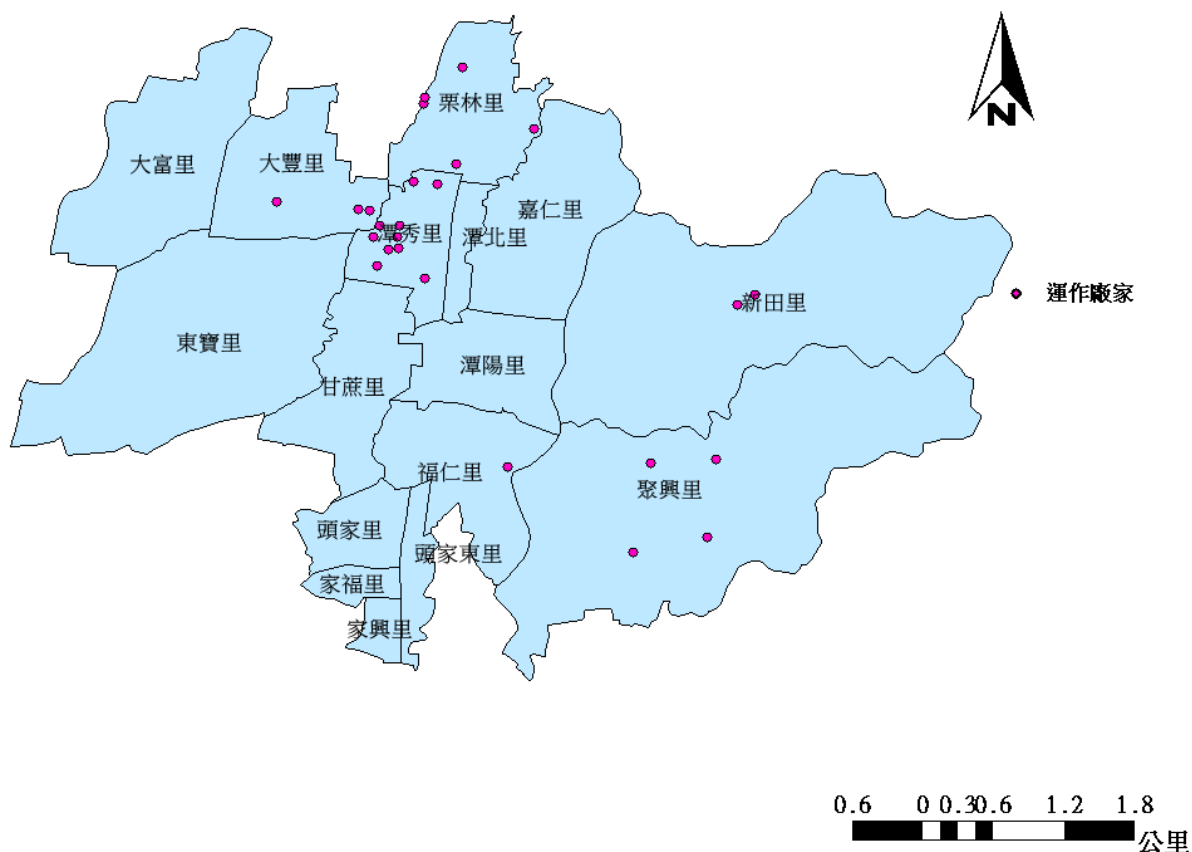 栗林里
大富里
大豐里
嘉仁里
潭秀里
潭北里
新田里
運作廠家
東寶里
潭陽里
甘蔗里
福仁里
聚興里
頭家里
頭家東里
家福里
家興里
N
0.6 0 0.30.6 1.2 1.8
公里